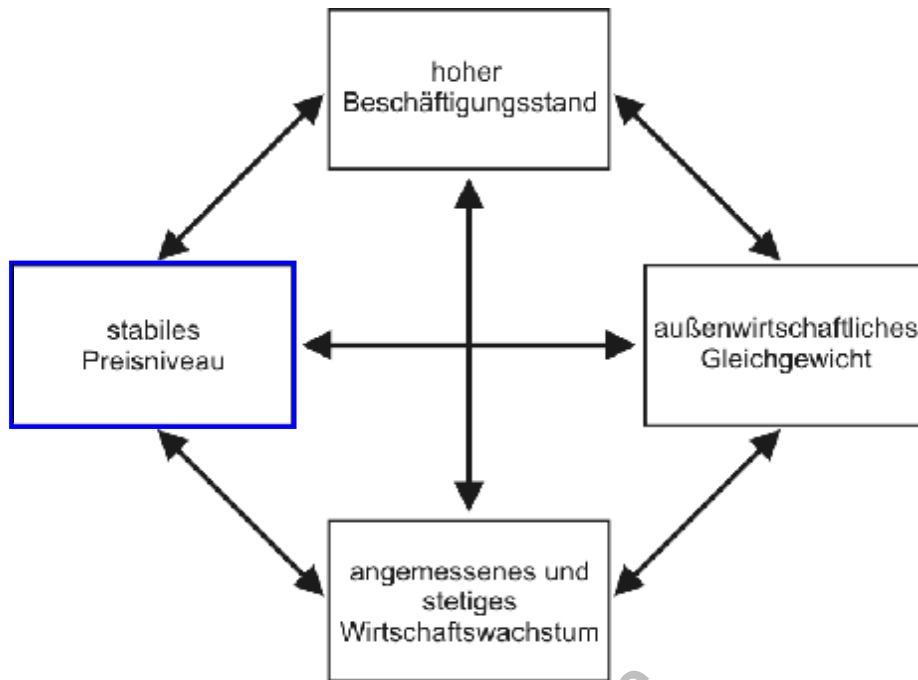 hoher
Beschäftigungsstand
stabiles
Preisniveau
außenwirtschaftliches
Gleichgewicht
angemessenes und
stetiges
Wirtschaftswachstum